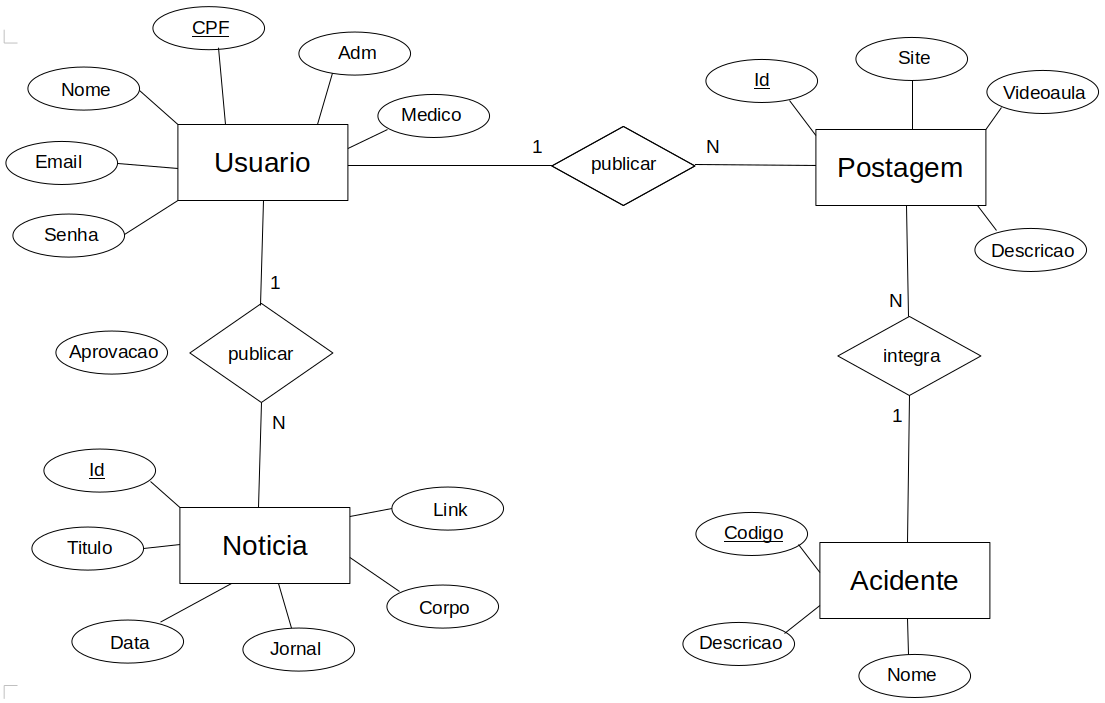 CPF
Adm
Nome
Medico
Email
Usuario
Senha
1
publicar
N
Id
Site
Videoaula
Postagem
Descricao
1
Aprovacao
publicar
N
N
integra
1
Id
Link
Titulo
Noticia
Corpo
Data
Jornal
Codigo
Acidente
Descricao
Nome